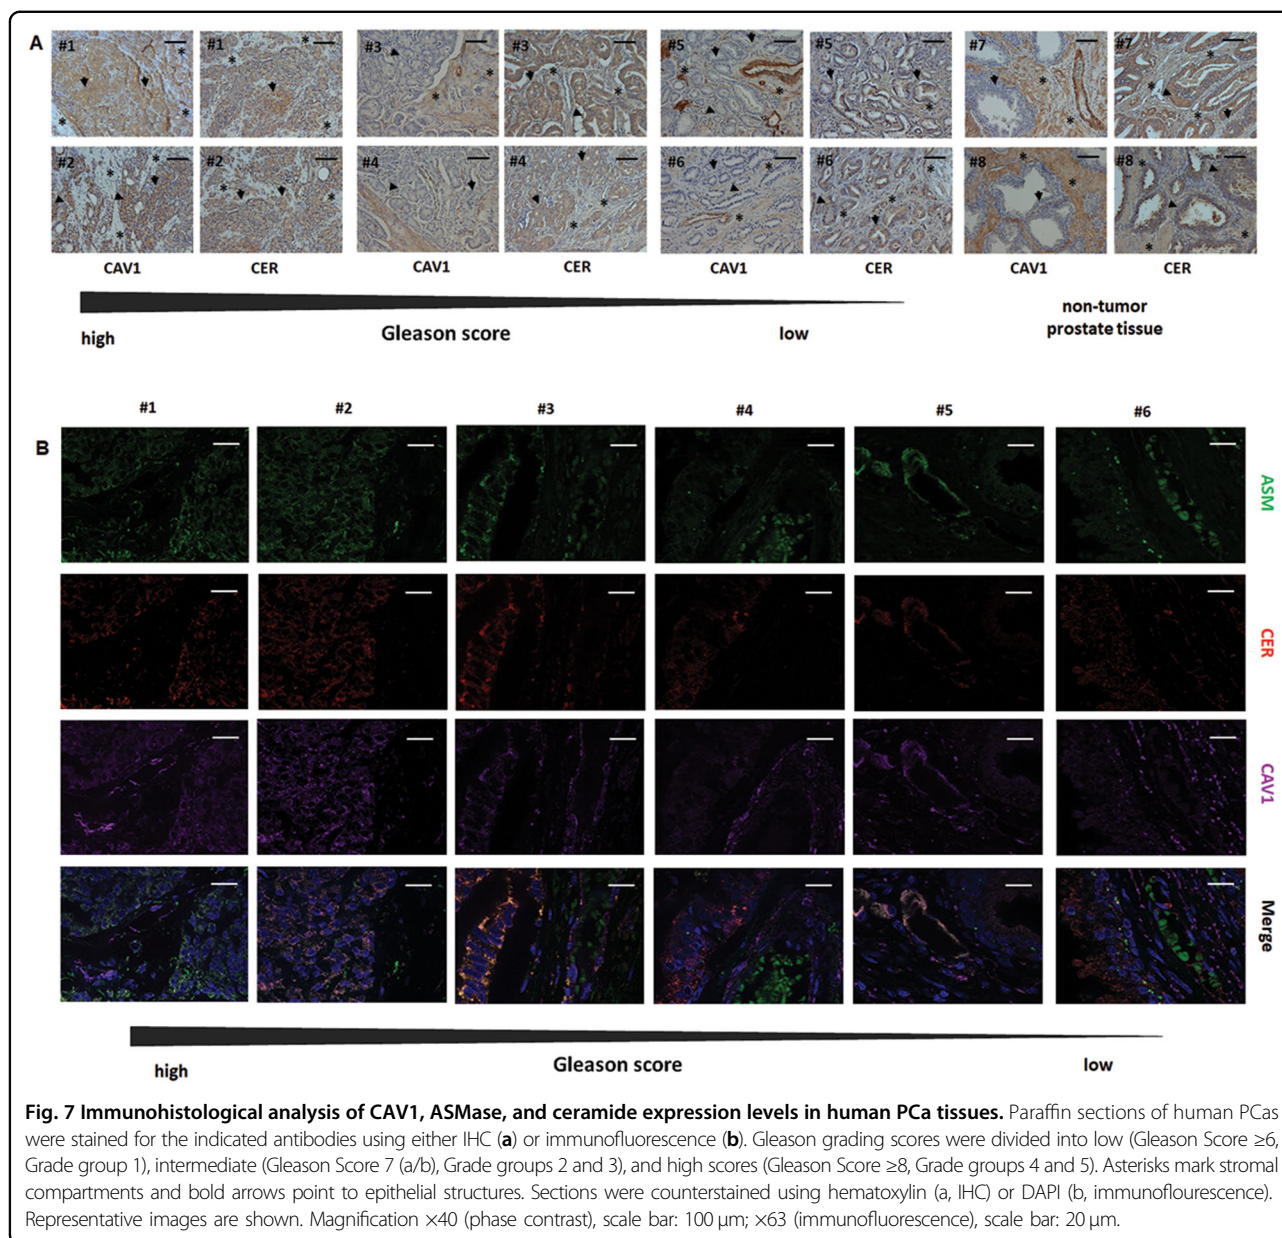 A
#1
#1
#3
#3
#5
#5
#7
#7
#2
#2
#4
#4
#6
#6
#8
#8
CAV1
CER
CAV1
CER
CAV1
CER
CAV1
CER
high
Gleason score
low
non-tumor
prostate tissue
#1
#2
#3
#4
#5
#6
B
ASM
CER
CAV1
Merge
high
Gleason score
low
Fig. 7 Immunohistological analysis of CAV1, ASMase, and ceramide expression levels in human PCa tissues. Paraffin sections of human PCas
were stained for the indicated antibodies using either IHC (a) or immunofluorescence (b). Gleason grading scores were divided into low (Gleason Score ≥6,
Grade group 1), intermediate (Gleason Score 7 (a/b), Grade groups 2 and 3), and high scores (Gleason Score ≥8, Grade groups 4 and 5). Asterisks mark stromal
compartments and bold arrows point to epithelial structures. Sections were counterstained using hematoxylin (a, IHC) or DAPI (b, immunoflourescence).
Representative images are shown. Magnification ×40 (phase contrast), scale bar: 100 μm; ×63 (immunofluorescence), scale bar: 20 μm.